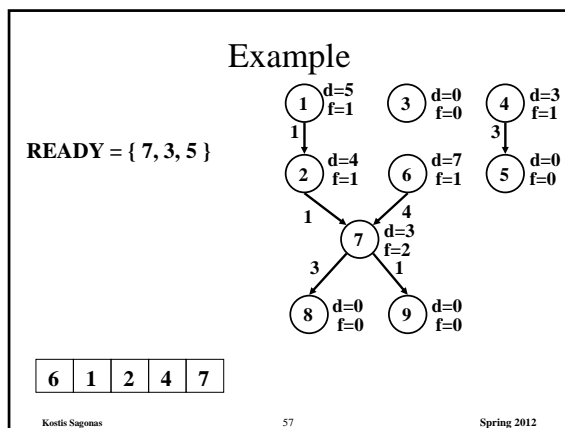 Example
1 d=5 3 d=0 4 d=3
f=1 f=0 f=1
1 3
READY = { 7, 3, 5 }
2 d=4 6 d=7 5 d=0
f=1 f=1 f=0
1 4
7 d=3
f=2
3 1
8 d=0 9 d=0
f=0 f=0
6 1 2 4 7
Kostis Sagonas 57 Spring 2012